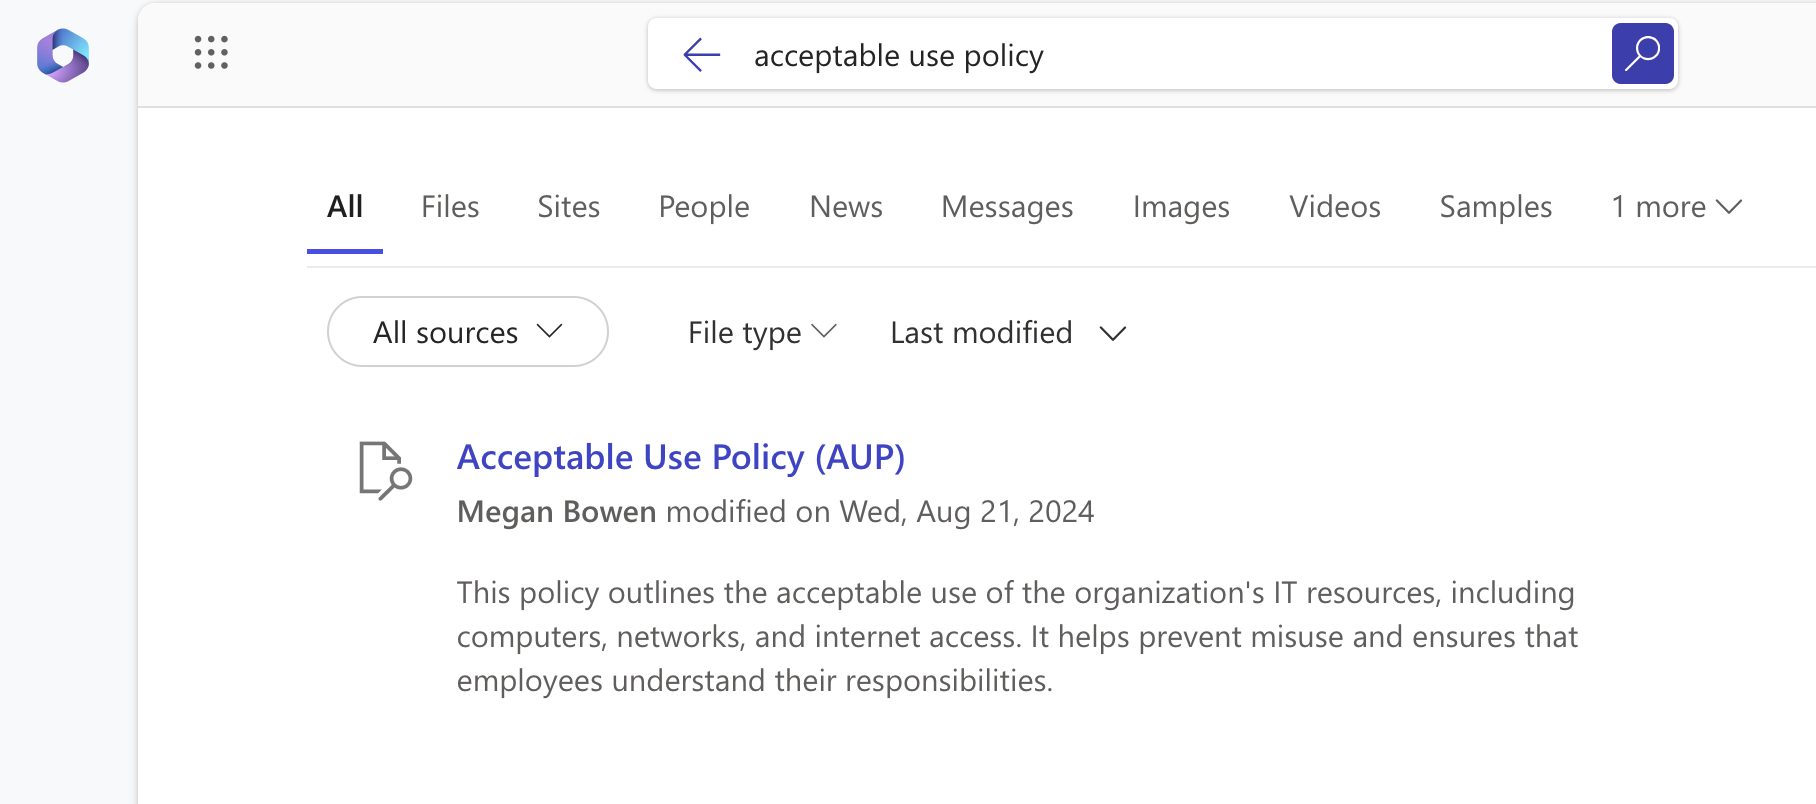 acceptable use policy
All Files Sites People News Messages Images Videos Samples 1 more
All sources File type Last modified
Acceptable Use Policy (AUP)
Megan Bowen modified on Wed, Aug 21, 2024
This policy outlines the acceptable use of the organization's IT resources, including
computers, networks, and internet access. It helps prevent misuse and ensures that
employees understand their responsibilities.